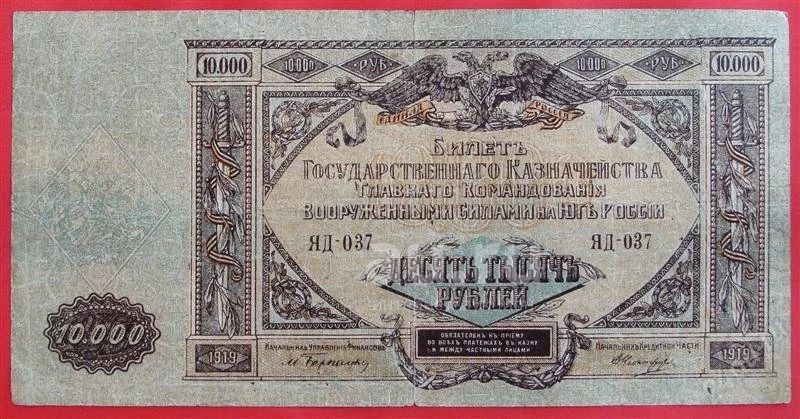 10.000 10.000 РУБ 10.000 РУБ. 10.000
ЕДИНАЯ РОССІЯ
БИЛЕТЪ
ГОСУДАРСТВЕННАГО КАЗНАЧЕЙСТВА
ГЛАВНАГО КОМАНДОВАНІЯ
ВООРУЖЕННЫМИ СИЛАМИ НА ЮГѢ РОССІИ
ЯД-037 ЯД-037
ДЕСЯТЬ ТЫСЯЧЪ
РУБЛЕЙ
10.000
ОБЯЗАТЕЛЕНЪ КЪ ПРІЕМУ
ВО ВСѢХЪ ПЛАТЕЖАХЪ ВЪ КАЗНУ
И МЕЖДУ ЧАСТНЫМИ ЛИЦАМИ
НАЧАЛЬНИКЪ УПРАВЛЕНІЯ ФИНАНСОВЪ НАЧАЛЬНИКЪ КРЕДИТНОЙ ЧАСТИ
1919 1919